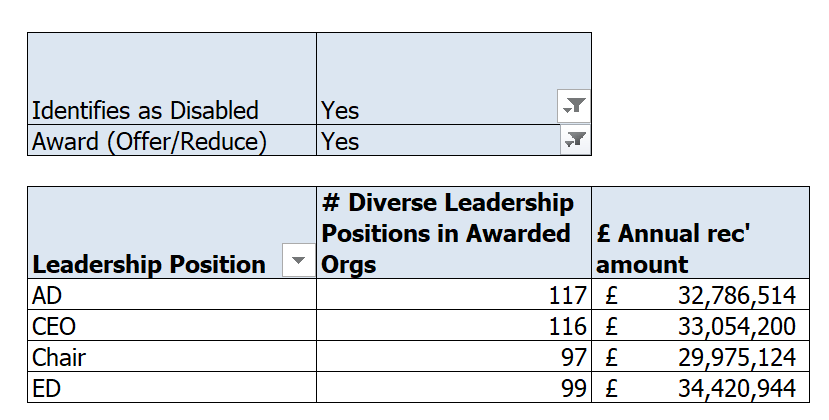 Identifies as Disabled Yes
Award (Offer/Reduce) Yes
# Diverse Leadership
Positions in Awarded £ Annual rec'
Leadership Position Orgs amount
AD 117 £ 32,786,514
CEO 116 £ 33,054,200
Chair 97 £ 29,975,124
ED 99 £ 34,420,944